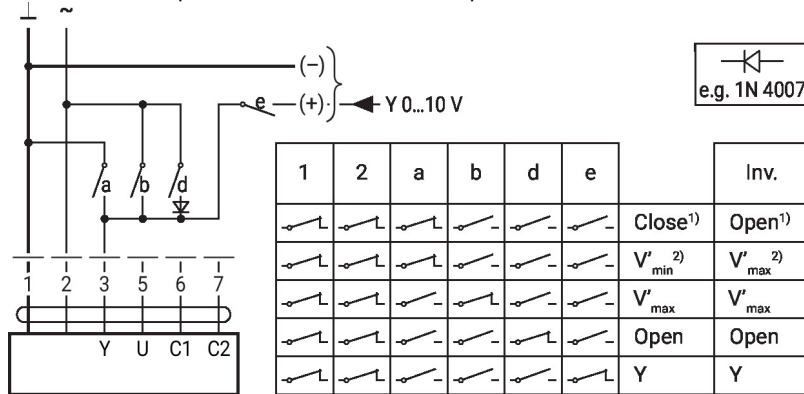 ⊥ ~
(–)
e (+) Y 0...10 V
e.g. 1N 4007
a b d
1 2 3 5 6 7
Y U C1 C2
1 2 a b d e Inv.
Close¹⁾ Open¹⁾
V'min²⁾ V'max²⁾
V'max V'max
Open Open
Y Y